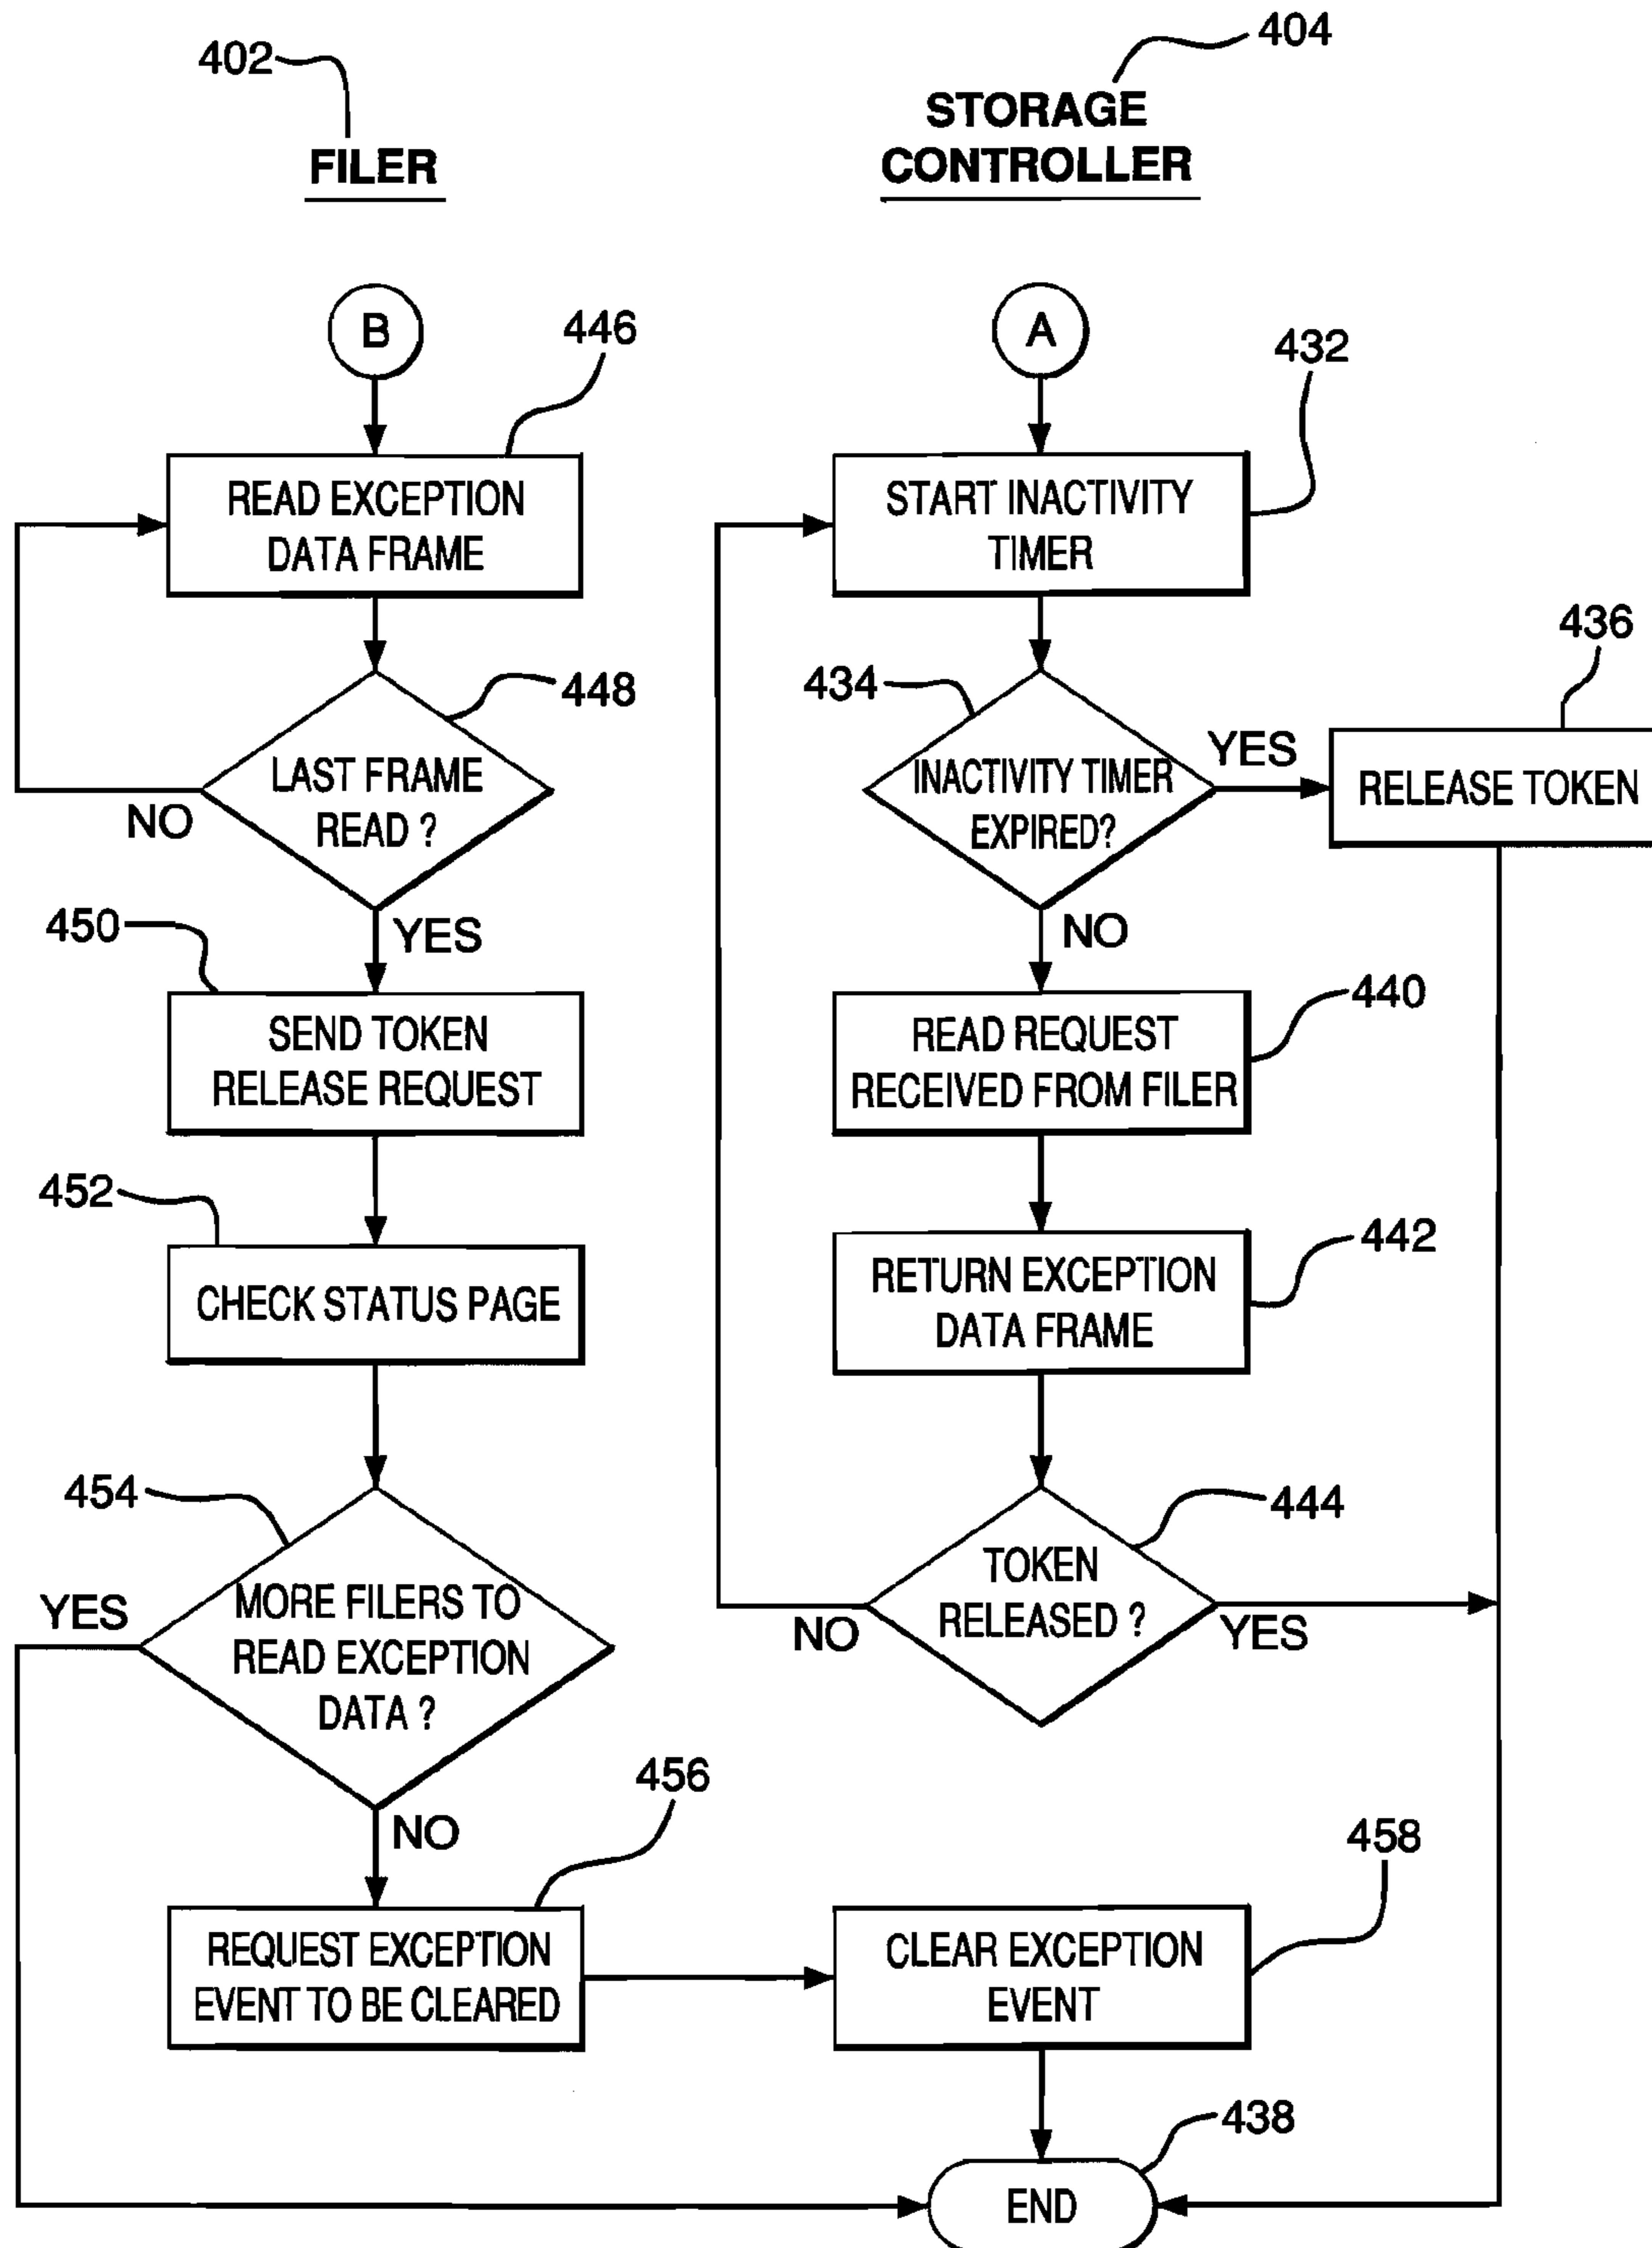 402
404
FILER
STORAGE
CONTROLLER
B
446
A
432
READ EXCEPTION
DATA FRAME
START INACTIVITY
TIMER
436
448
434
LAST FRAME
READ ?
NO
YES
INACTIVITY TIMER
EXPIRED?
YES
NO
RELEASE TOKEN
450
SEND TOKEN
RELEASE REQUEST
READ REQUEST
RECEIVED FROM FILER
440
452
CHECK STATUS PAGE
RETURN EXCEPTION
DATA FRAME
442
454
MORE FILERS TO
READ EXCEPTION
DATA ?
YES
NO
TOKEN
RELEASED ?
444
NO
YES
456
REQUEST EXCEPTION
EVENT TO BE CLEARED
CLEAR EXCEPTION
EVENT
458
438
END